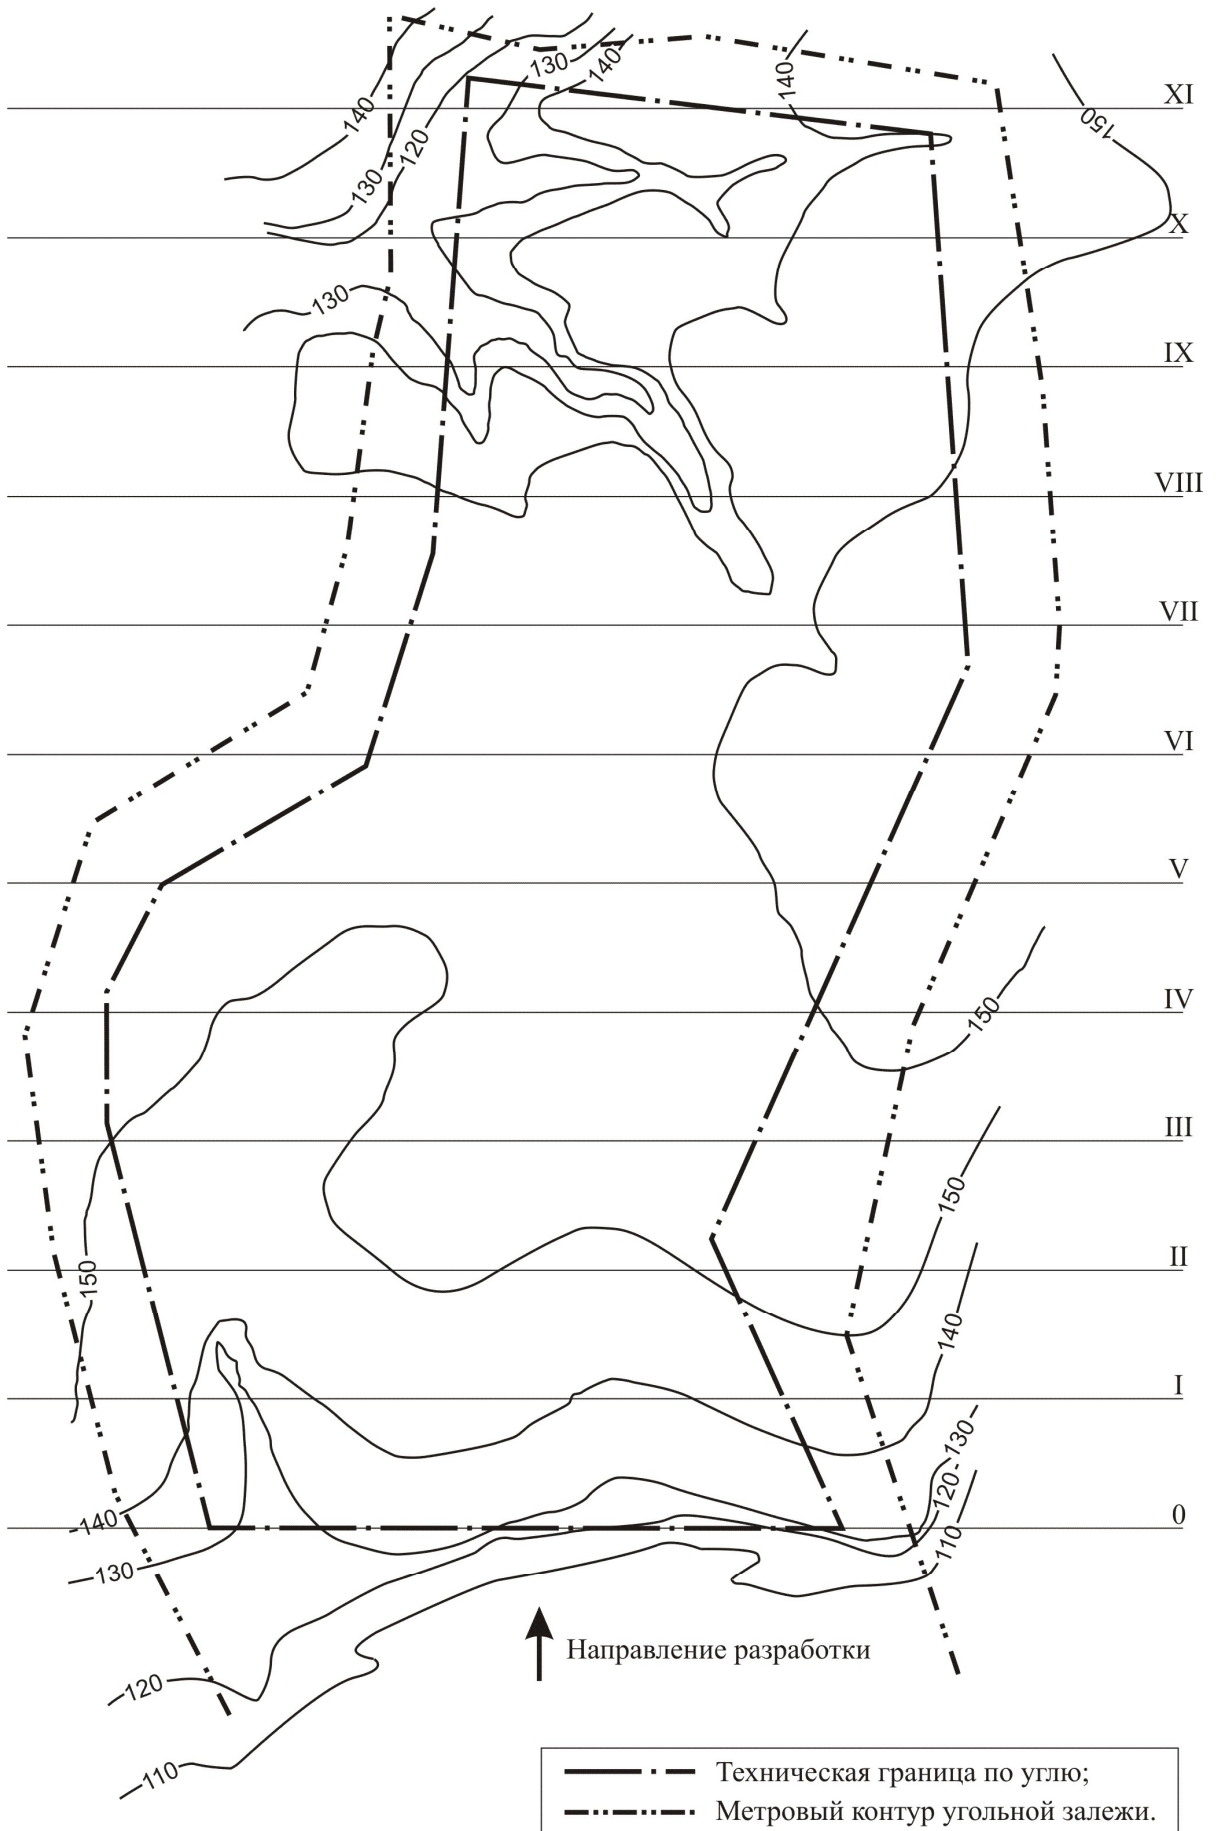 130
140
140
XI
150
140
120
130
X
130
IX
VIII
VII
VI
V
IV
150
III
150
II
150
140
I
130
120
0
140
110
130
Направление разработки
120
110
Техническая граница по углю;
Метровый контур угольной залежи.